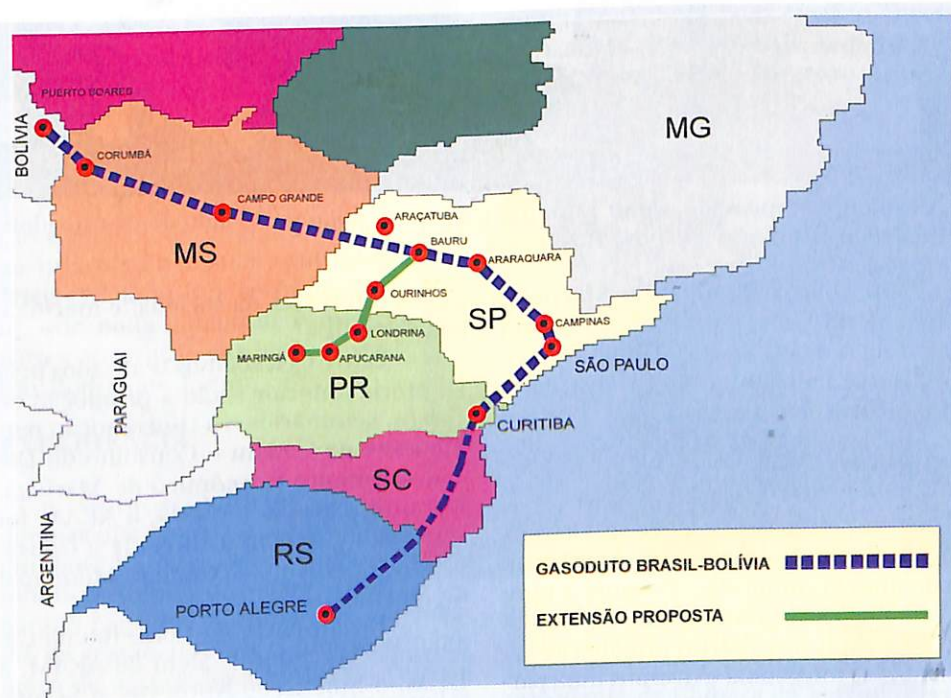 PUERTO SOARES
BOLÍVIA
MG
CORUMBÁ
CAMPO GRANDE
ARAÇATUBA
MS
BAURU
ARARAQUARA
OURINHOS
SP
CAMPINAS
LONDRINA
MARINGÁ
APUCARANA
SÃO PAULO
PARAGUAI
PR
CURITIBA
SC
RS
ARGENTINA
PORTO ALEGRE
GASODUTO BRASIL-BOLÍVIA
EXTENSÃO PROPOSTA